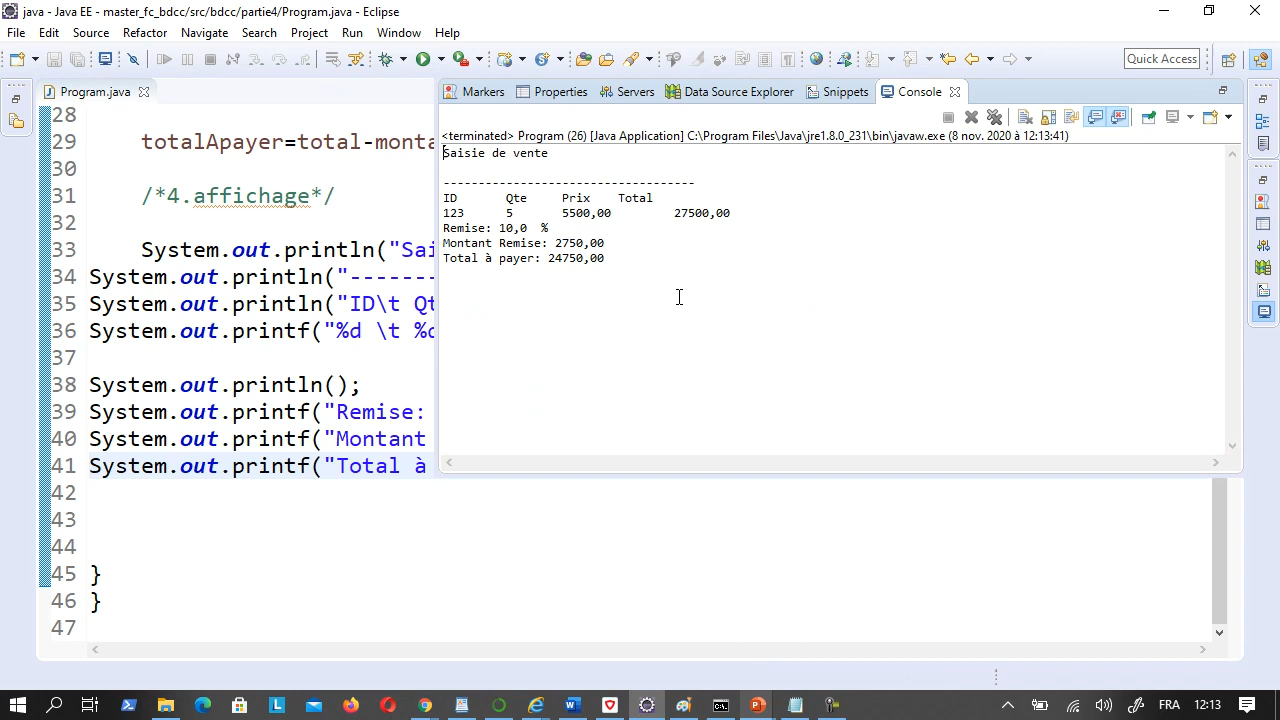 java - Java EE - master_fc_bdcc/src/bdcc/partie4/Program.java - Eclipse
File Edit Source Refactor Navigate Search Project Run Window Help
Quick Access
Program.java
Markers Properties Servers Data Source Explorer Snippets Console
<terminated> Program (26) [Java Application] C:\Program Files\Java\jre1.8.0_231\bin\javaw.exe (8 nov. 2020 à 12:13:41)
Saisie de vente
------------------------------------
ID Qte Prix Total
123 5 5500,00 27500,00
Remise: 10,0 %
Montant Remise: 2750,00
Total à payer: 24750,00
28
29 totalApayer=total-monta
30
31 /*4.affichage*/
32
33 System.out.println("Sai
34 System.out.println("------
35 System.out.println("ID\t Qt
36 System.out.printf("%d \t %d
37
38 System.out.println();
39 System.out.printf("Remise:
40 System.out.printf("Montant
41 System.out.printf("Total à
42
43
44
45 }
46 }
47
FRA 12:13